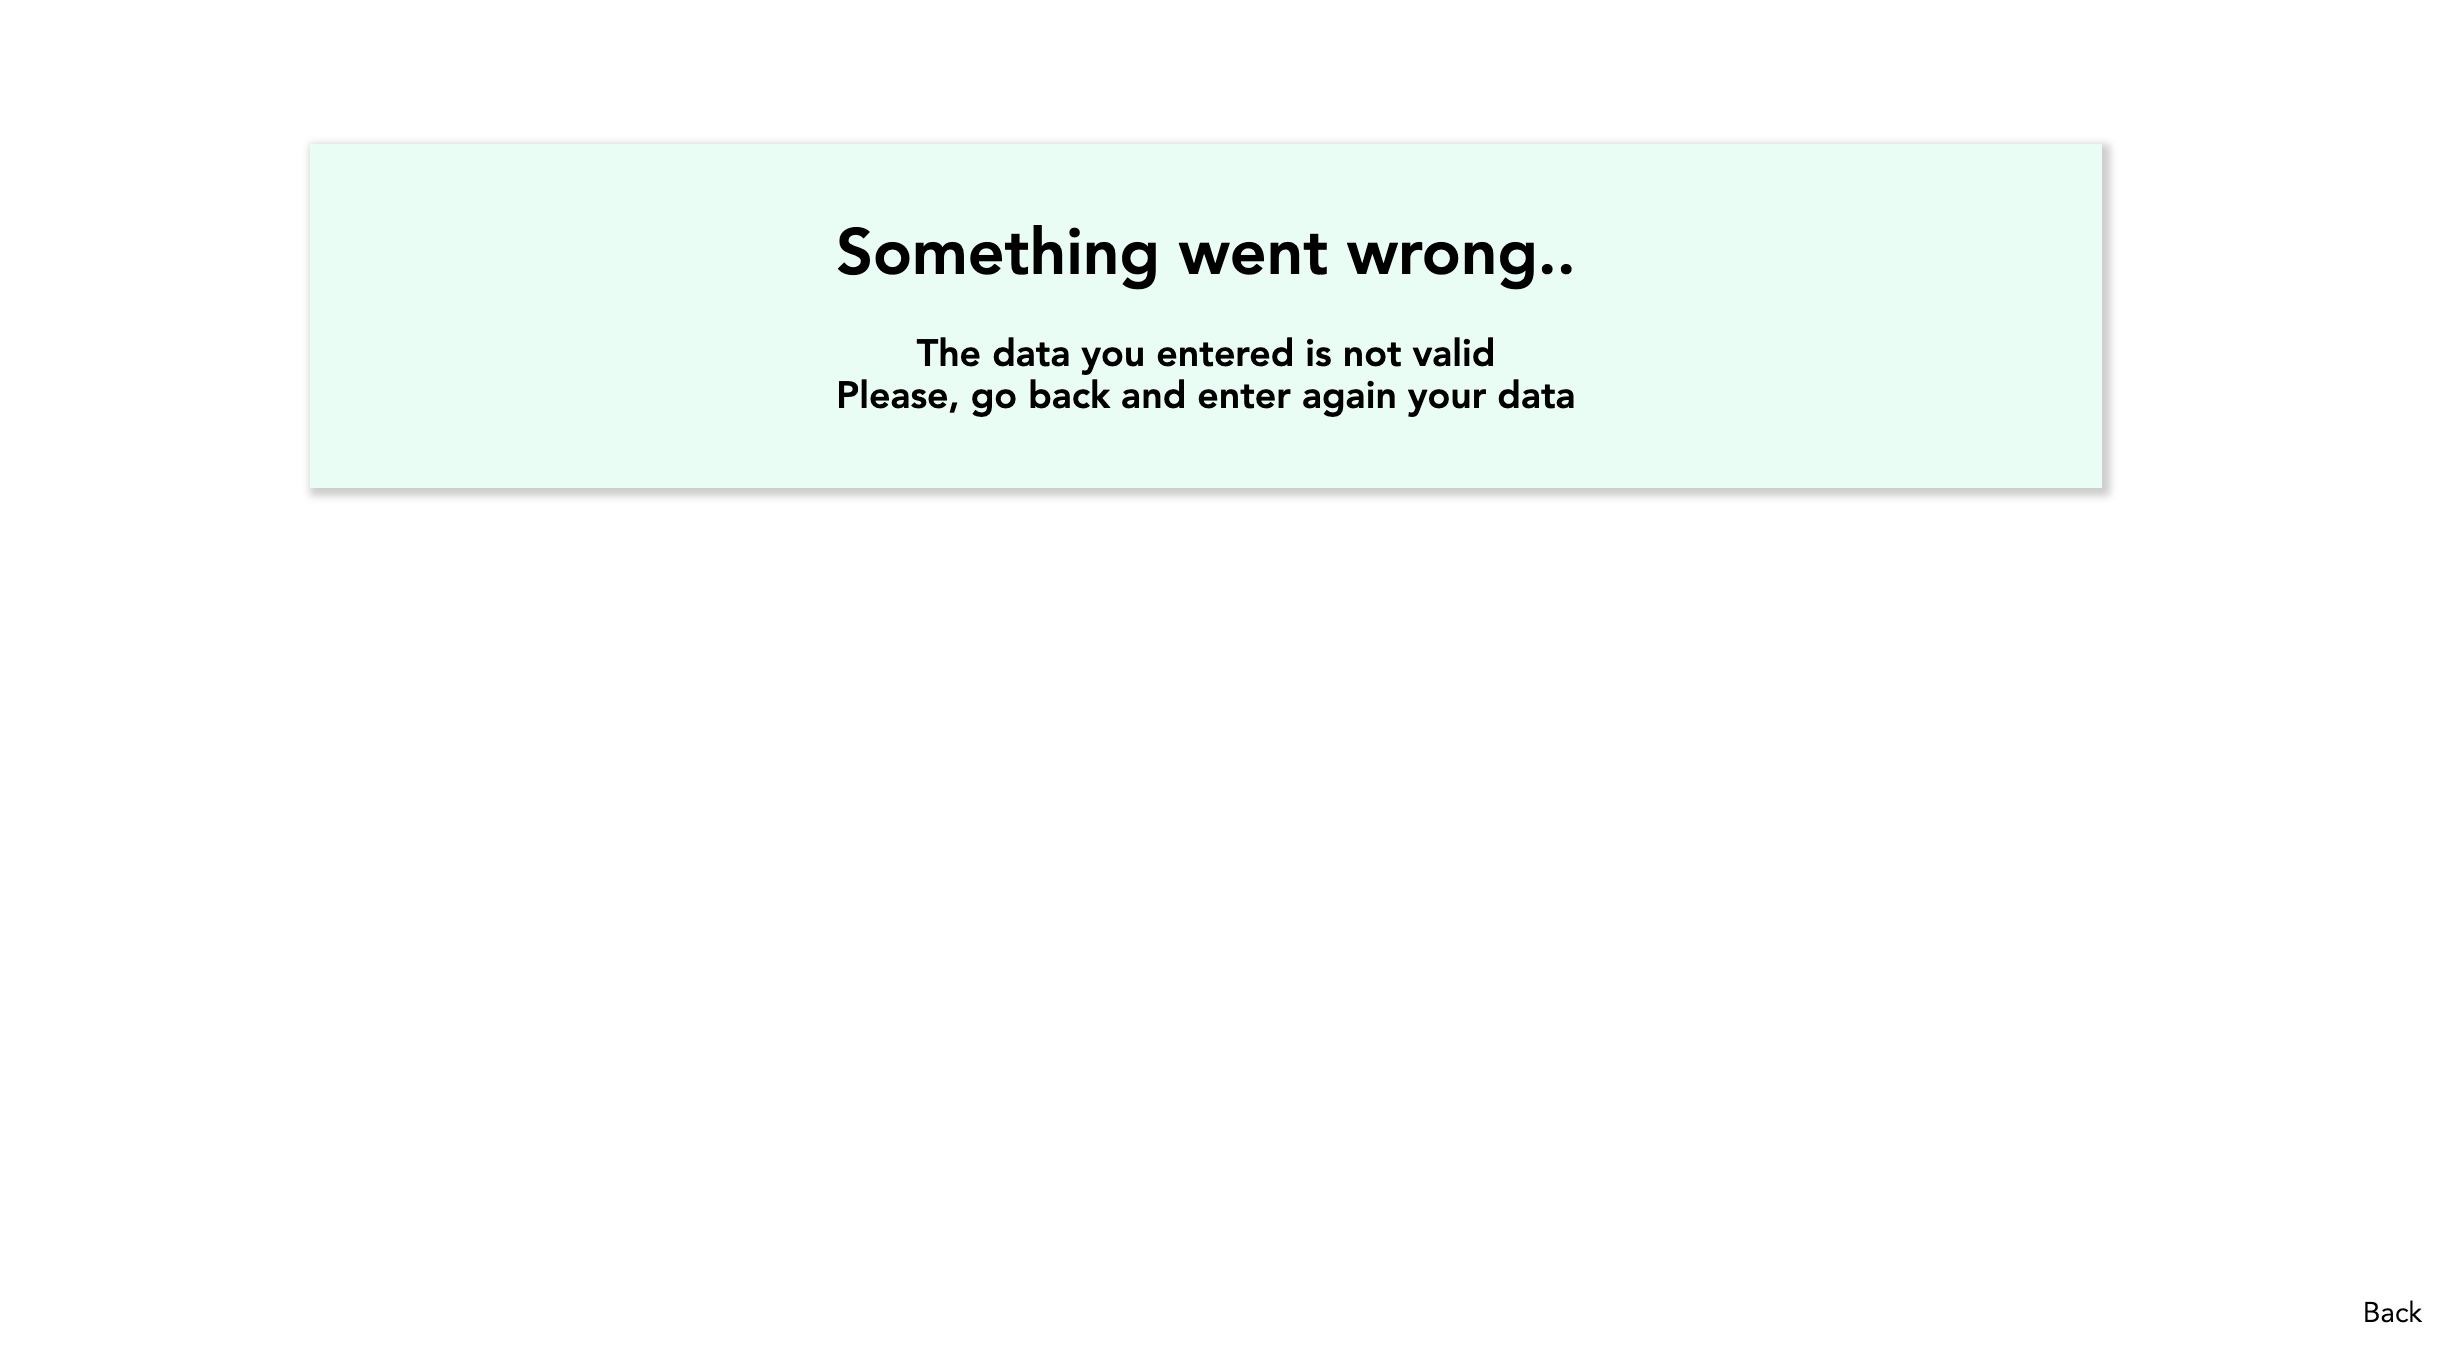 Something went wrong..
The data you entered is not valid
Please, go back and enter again your data
Back